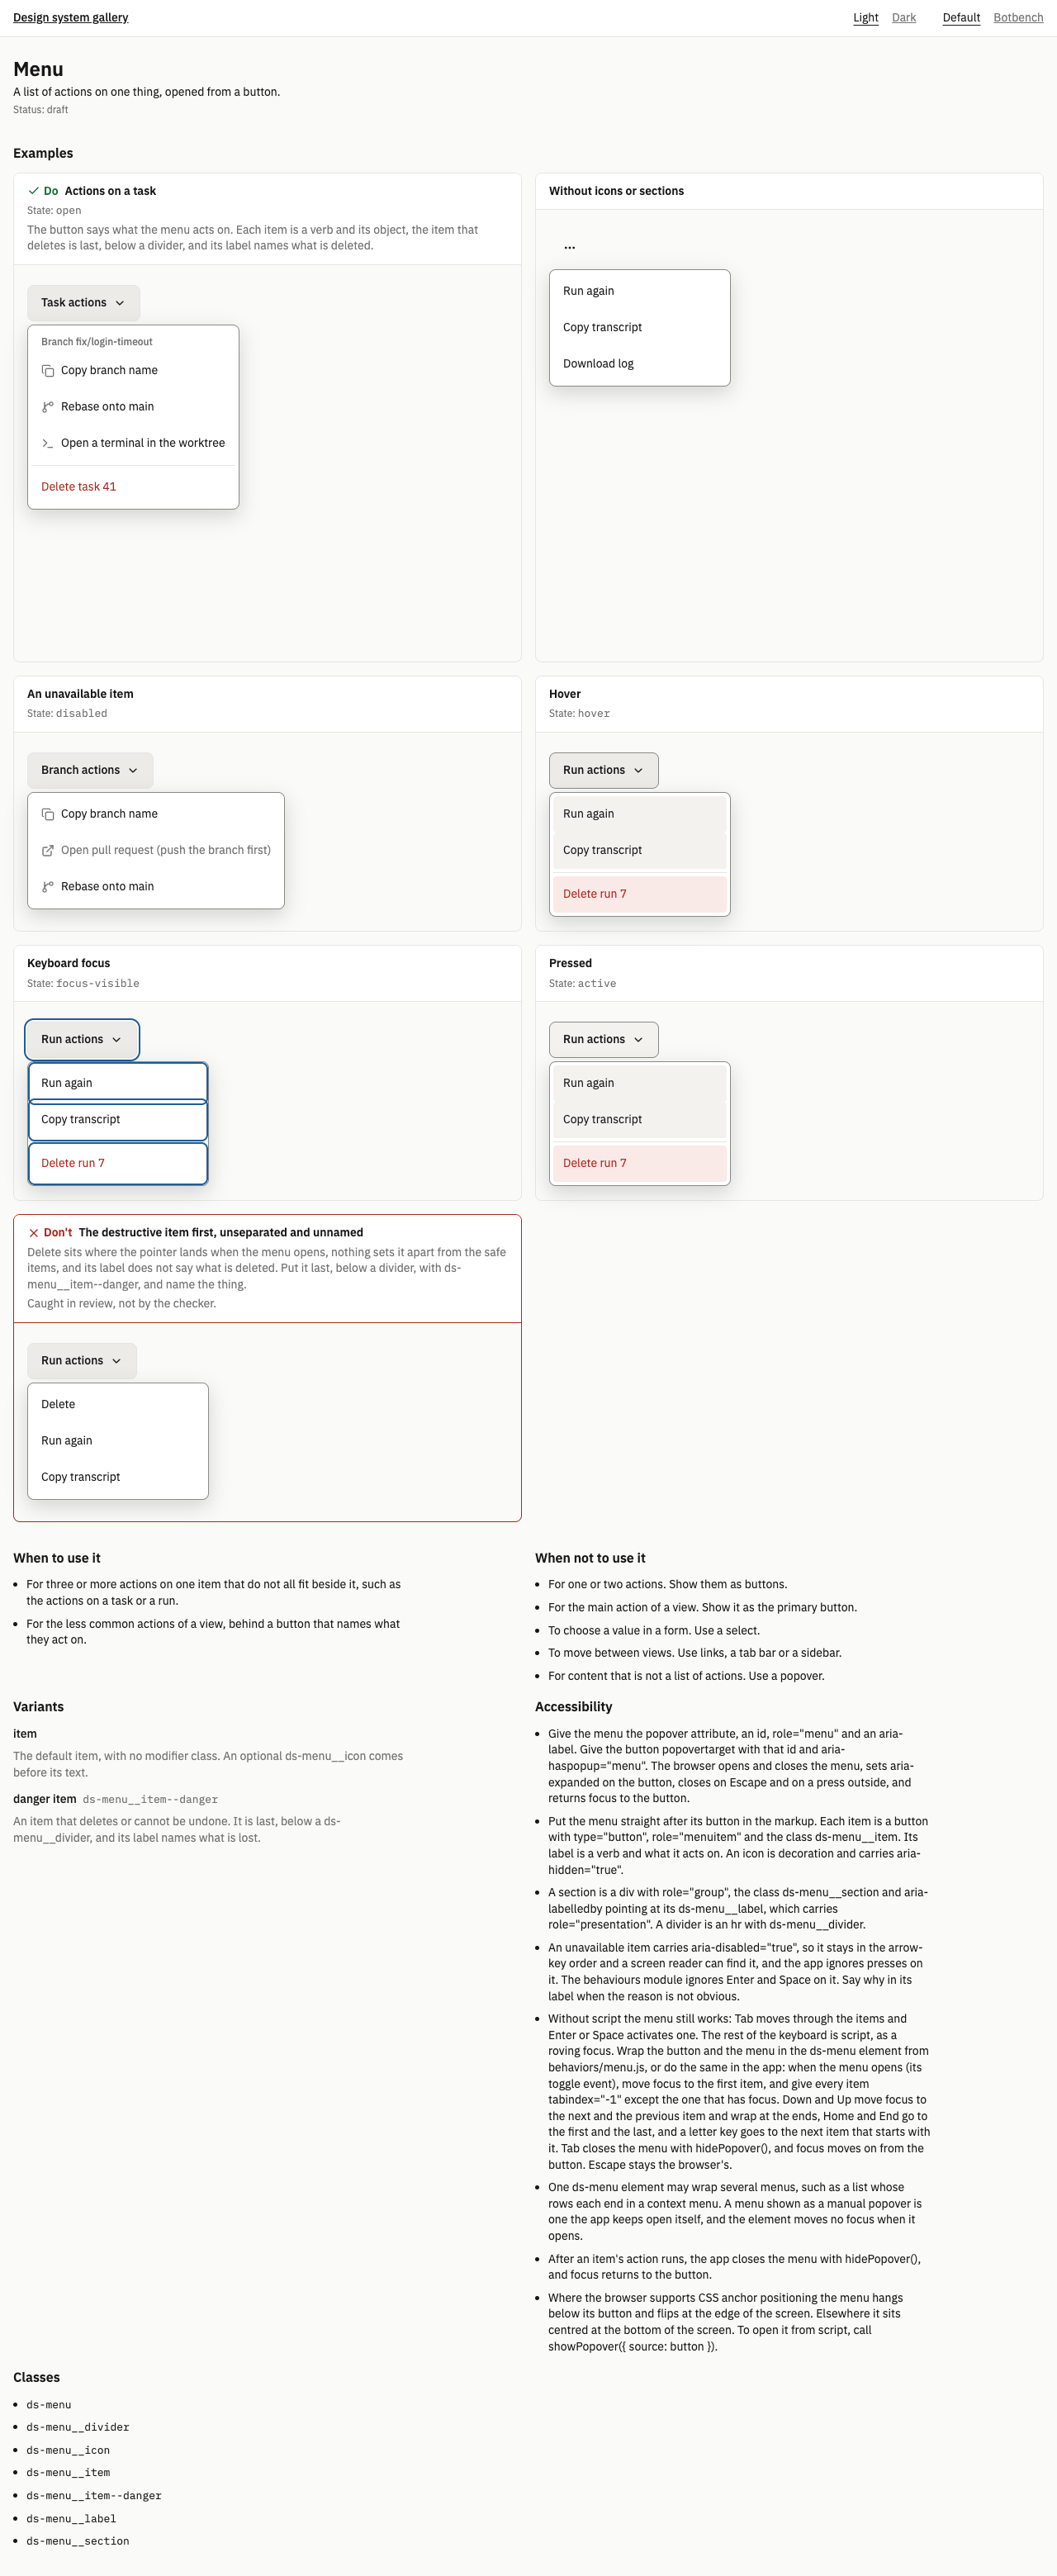 Design system gallery
Light Dark Default Botbench
Menu
A list of actions on one thing, opened from a button.
Status: draft
Examples
Do Actions on a task
State: open
The button says what the menu acts on. Each item is a verb and its object, the item that
deletes is last, below a divider, and its label names what is deleted.
Task actions
Branch fix/login-timeout
Copy branch name
Rebase onto main
Open a terminal in the worktree
Delete task 41
Without icons or sections
...
Run again
Copy transcript
Download log
An unavailable item
State: disabled
Branch actions
Copy branch name
Open pull request (push the branch first)
Rebase onto main
Hover
State: hover
Run actions
Run again
Copy transcript
Delete run 7
Keyboard focus
State: focus-visible
Run actions
Run again
Copy transcript
Delete run 7
Pressed
State: active
Run actions
Run again
Copy transcript
Delete run 7
Don't The destructive item first, unseparated and unnamed
Delete sits where the pointer lands when the menu opens, nothing sets it apart from the safe
items, and its label does not say what is deleted. Put it last, below a divider, with ds-
menu__item--danger, and name the thing.
Caught in review, not by the checker.
Run actions
Delete
Run again
Copy transcript
When to use it
For three or more actions on one item that do not all fit beside it, such as
the actions on a task or a run.
For the less common actions of a view, behind a button that names what
they act on.
When not to use it
For one or two actions. Show them as buttons.
For the main action of a view. Show it as the primary button.
To choose a value in a form. Use a select.
To move between views. Use links, a tab bar or a sidebar.
For content that is not a list of actions. Use a popover.
Variants
item
The default item, with no modifier class. An optional ds-menu__icon comes
before its text.
danger item ds-menu__item--danger
An item that deletes or cannot be undone. It is last, below a ds-
menu__divider, and its label names what is lost.
Accessibility
Give the menu the popover attribute, an id, role="menu" and an aria-
label. Give the button popovertarget with that id and aria-
haspopup="menu". The browser opens and closes the menu, sets aria-
expanded on the button, closes on Escape and on a press outside, and
returns focus to the button.
Put the menu straight after its button in the markup. Each item is a button
with type="button", role="menuitem" and the class ds-menu__item. Its
label is a verb and what it acts on. An icon is decoration and carries aria-
hidden="true".
A section is a div with role="group", the class ds-menu__section and aria-
labelledby pointing at its ds-menu__label, which carries
role="presentation". A divider is an hr with ds-menu__divider.
An unavailable item carries aria-disabled="true", so it stays in the arrow-
key order and a screen reader can find it, and the app ignores presses on
it. The behaviours module ignores Enter and Space on it. Say why in its
label when the reason is not obvious.
Without script the menu still works: Tab moves through the items and
Enter or Space activates one. The rest of the keyboard is script, as a
roving focus. Wrap the button and the menu in the ds-menu element from
behaviors/menu.js, or do the same in the app: when the menu opens (its
toggle event), move focus to the first item, and give every item
tabindex="-1" except the one that has focus. Down and Up move focus to
the next and the previous item and wrap at the ends, Home and End go to
the first and the last, and a letter key goes to the next item that starts with
it. Tab closes the menu with hidePopover(), and focus moves on from the
button. Escape stays the browser's.
One ds-menu element may wrap several menus, such as a list whose
rows each end in a context menu. A menu shown as a manual popover is
one the app keeps open itself, and the element moves no focus when it
opens.
After an item's action runs, the app closes the menu with hidePopover(),
and focus returns to the button.
Where the browser supports CSS anchor positioning the menu hangs
below its button and flips at the edge of the screen. Elsewhere it sits
centred at the bottom of the screen. To open it from script, call
showPopover({ source: button }).
Classes
ds-menu
ds-menu__divider
ds-menu__icon
ds-menu__item
ds-menu__item--danger
ds-menu__label
ds-menu__section